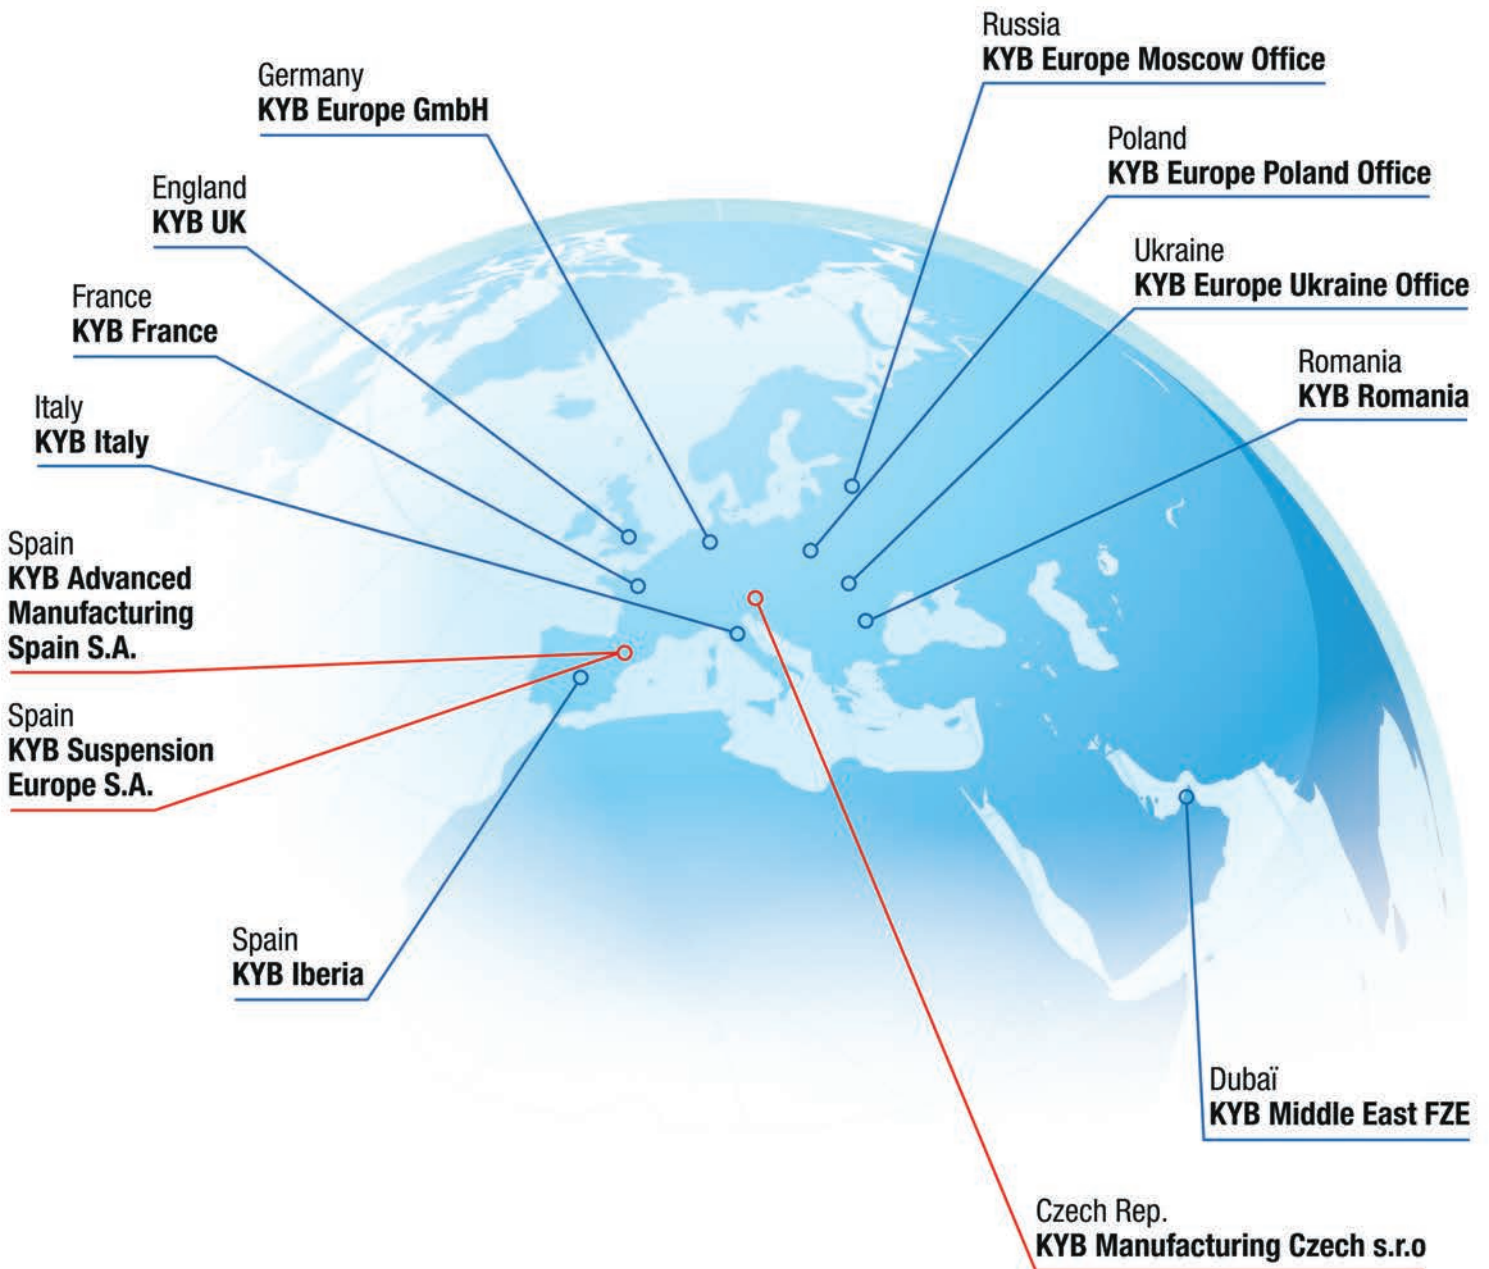 Russia
KYB Europe Moscow Office
Germany
KYB Europe GmbH
Poland
KYB Europe Poland Office
England
KYB UK
Ukraine
KYB Europe Ukraine Office
France
KYB France
Romania
KYB Romania
Italy
KYB Italy
Spain
KYB Advanced
Manufacturing
Spain S.A.
Spain
KYB Suspension
Europe S.A.
Spain
KYB Iberia
Dubaï
KYB Middle East FZE
Czech Rep.
KYB Manufacturing Czech s.r.o